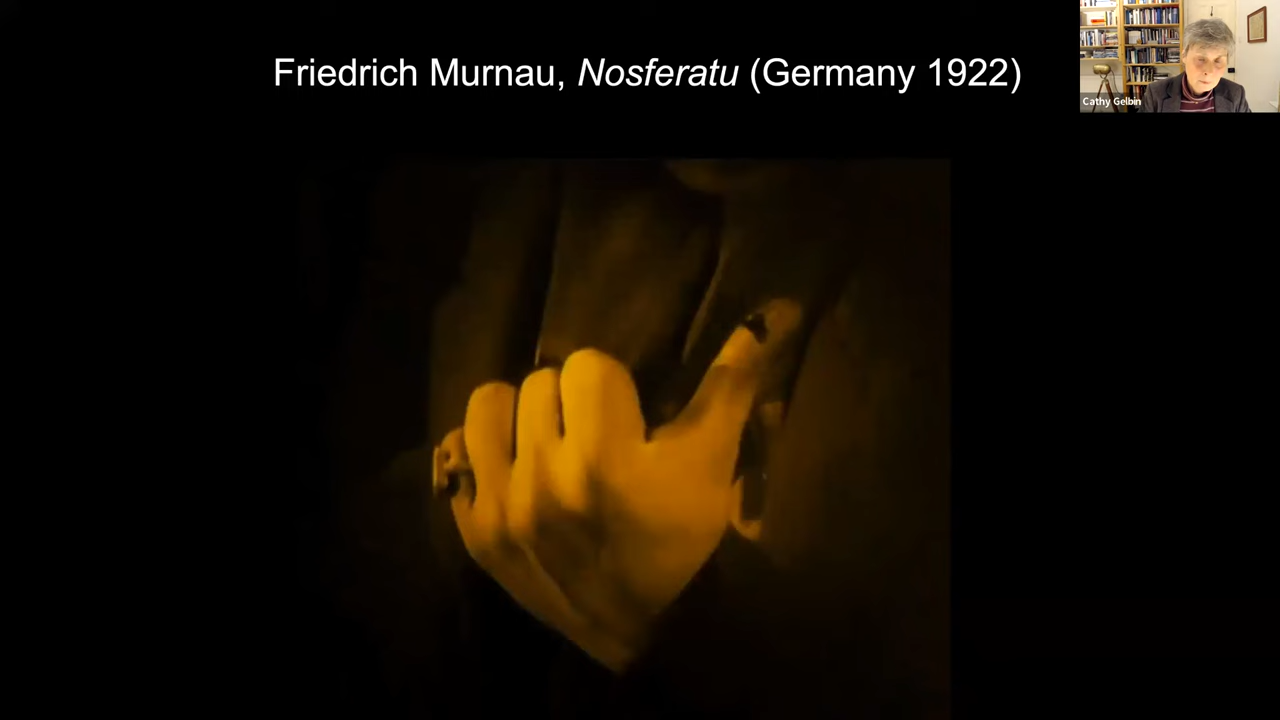 Friedrich Murnau, Nosferatu (Germany 1922)
Cathy Gelbin